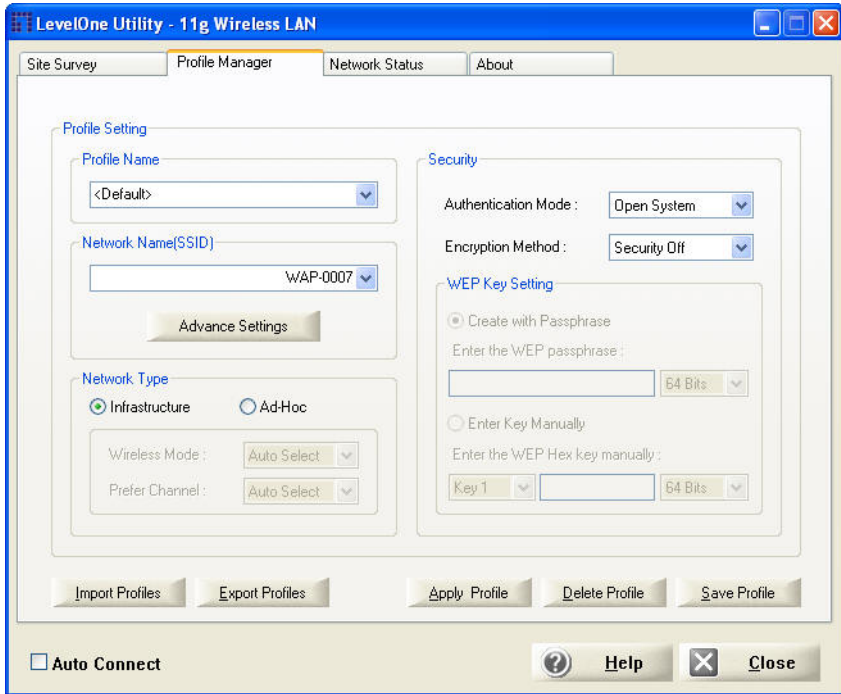 LevelOne Utility - 11g Wireless LAN
Site Survey
Profile Manager
Network Status
About
Profile Setting
Profile Name
<Default>
Network Name(SSID)
WAP-0007
Advance Settings
Network Type
Infrastructure
Ad-Hoc
Wireless Mode :
Auto Select
Prefer Channel :
Auto Select
Security
Authentication Mode :
Open System
Encryption Method :
Security Off
WEP Key Setting
Create with Passphrase
Enter the WEP passphrase :
64 Bits
Enter Key Manually
Enter the WEP Hex key manually :
Key 1
64 Bits
Import Profiles
Export Profiles
Apply Profile
Delete Profile
Save Profile
Auto Connect
Help
Close